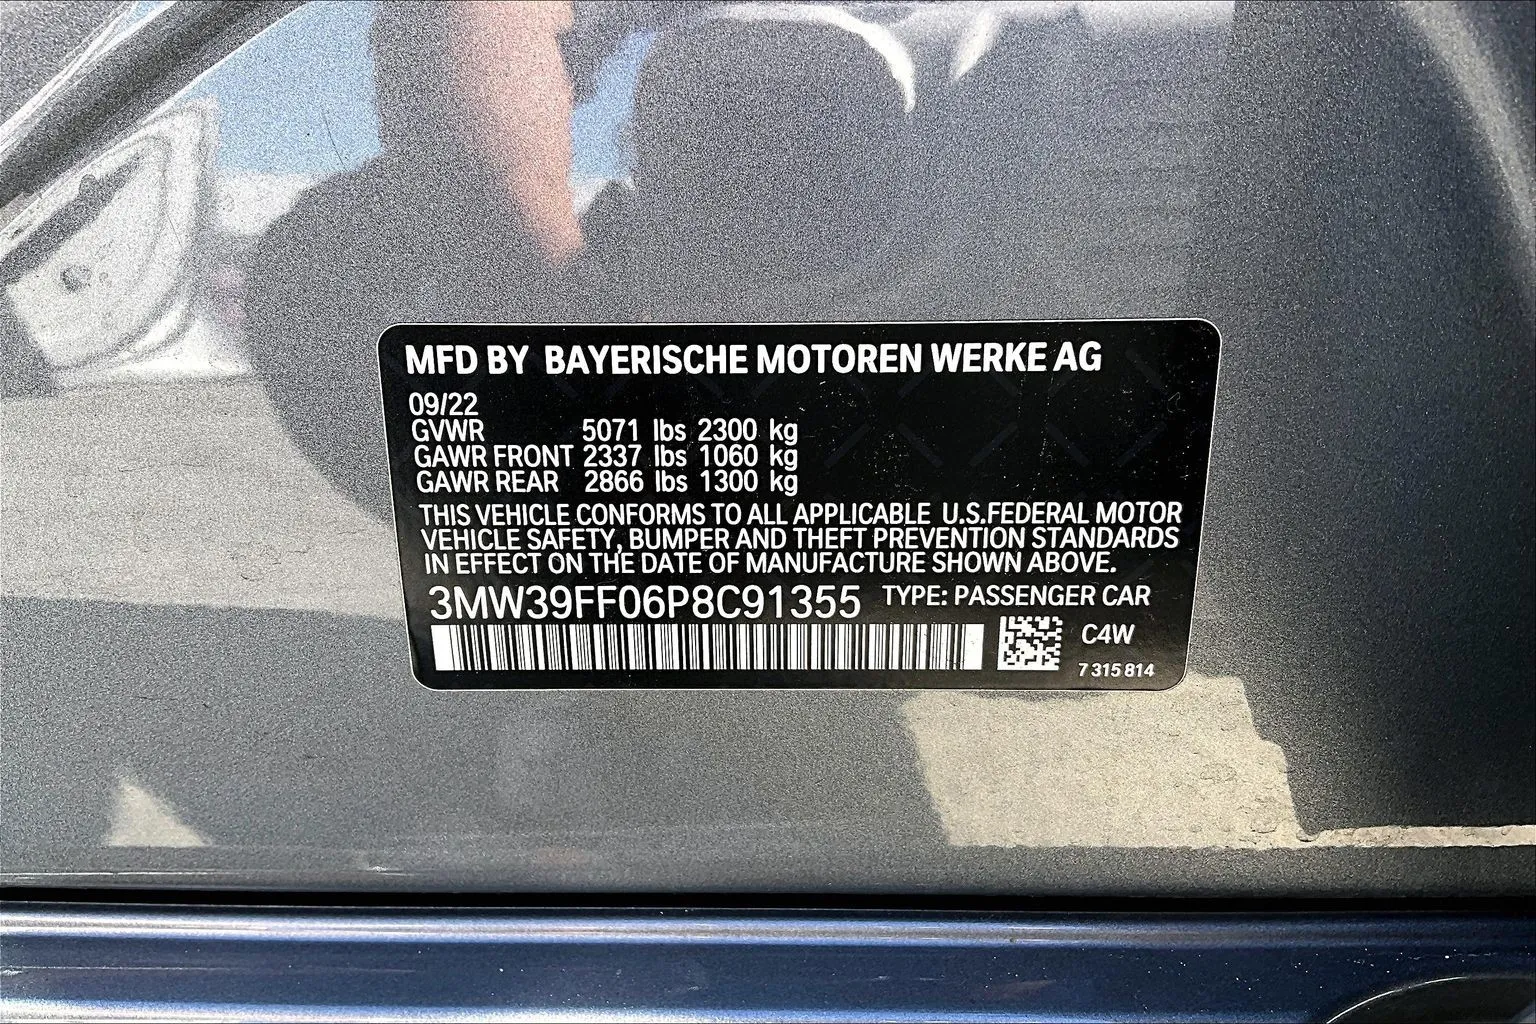 MFD BY BAYERISCHE MOTOREN WERKE AG
09/22
GVWR 5071 lbs 2300 kg
GAWR FRONT 2337 lbs 1060 kg
GAWR REAR 2866 lbs 1300 kg
THIS VEHICLE CONFORMS TO ALL APPLICABLE U.S.FEDERAL MOTOR
VEHICLE SAFETY, BUMPER AND THEFT PREVENTION STANDARDS
IN EFFECT ON THE DATE OF MANUFACTURE SHOWN ABOVE.
3MW39FF06P8C91355 TYPE: PASSENGER CAR
C4W
7 315 814